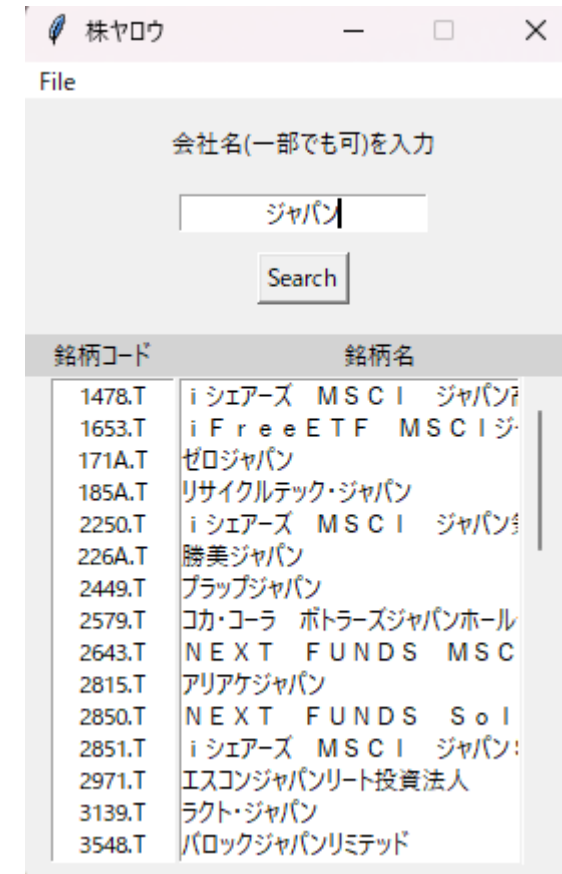 株ヤロウ
File
会社名(一部でも可)を入力
ジャパン
Search
銘柄コード 銘柄名
1478.T ｉシェアーズ　ＭＳＣＩ　ジャパン高
1653.T ｉＦｒｅｅＥＴＦ　ＭＳＣＩジャ
171A.T ゼロジャパン
185A.T リサイクルテック・ジャパン
2250.T ｉシェアーズ　ＭＳＣＩ　ジャパン
226A.T 勝美ジャパン
2449.T プラップジャパン
2579.T コカ・コーラ　ボトラーズジャパンホール
2643.T ＮＥＸＴ　ＦＵＮＤＳ　ＭＳＣ
2815.T アリアケジャパン
2850.T ＮＥＸＴ　ＦＵＮＤＳ　Ｓｏｌ
2851.T ｉシェアーズ　ＭＳＣＩ　ジャパン
2971.T エスコンジャパンリート投資法人
3139.T ラクト・ジャパン
3548.T バロックジャパンリミテッド